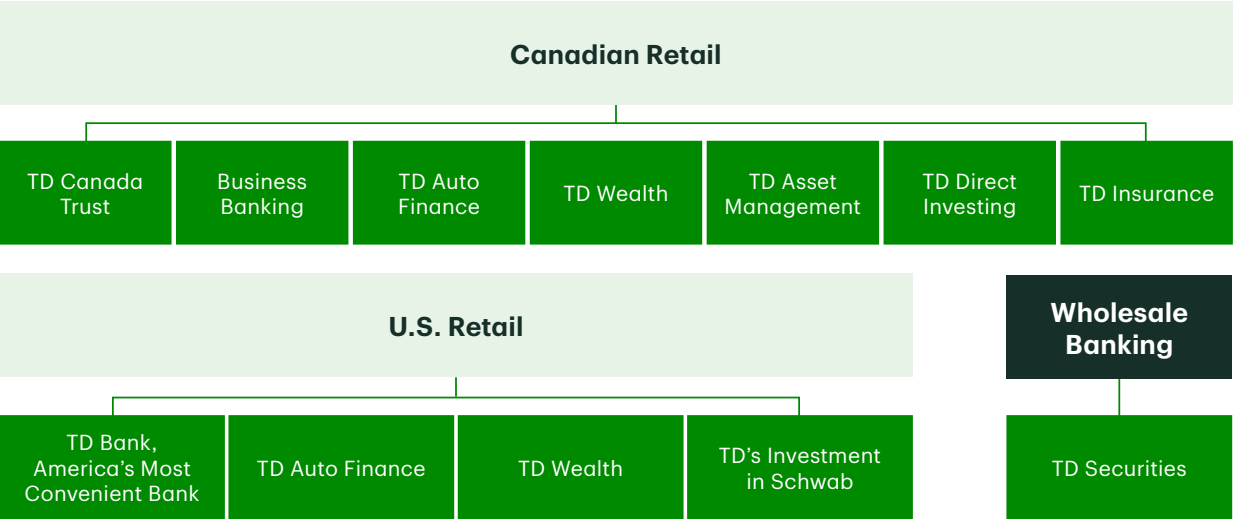 Canadian Retail
TD Canada
Trust
Business
Banking
TD Auto
Finance
TD Wealth
TD Asset
Management
TD Direct
Investing
TD Insurance
U.S. Retail
TD Bank,
America’s Most
Convenient Bank
TD Auto Finance
TD Wealth
TD’s Investment
in Schwab
Wholesale
Banking
TD Securities